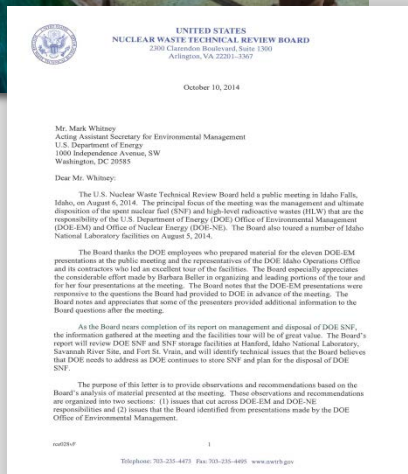 UNITED STATES
NUCLEAR WASTE TECHNICAL REVIEW BOARD
2300 Clarendon Boulevard, Suite 1300
Arlington, VA 22201-3367
October 10, 2014
Mr. Mark Whitney
Acting Assistant Secretary for Environmental Management
U.S. Department of Energy
1000 Independence Avenue, SW
Washington, DC 20585
Dear Mr. Whitney:
The U.S. Nuclear Waste Technical Review Board held a public meeting in Idaho Falls,
Idaho, on August 6, 2014. The principal focus of the meeting was the management and ultimate
disposition of the spent nuclear fuel (SNF) and high-level radioactive wastes (HLW) that are the
responsibility of the U.S. Department of Energy (DOE) Office of Environmental Management
(DOE-EM) and Office of Nuclear Energy (DOE-NE). The Board also toured a number of Idaho
National Laboratory facilities on August 5, 2014.
The Board thanks the DOE employees who prepared material for the eleven DOE-EM
presentations at the public meeting and the representatives of the DOE Idaho Operations Office
and its contractors who led an excellent tour of the facilities. The Board especially appreciates
the considerable effort made by Barbara Beller in organizing and leading portions of the tour and
for her four presentations at the meeting. The Board notes that the DOE-EM presentations were
responsive to the questions the Board had provided to DOE in advance of the meeting. The
Board notes and appreciates that some of the presenters provided additional information to the
Board questions after the meeting.
As the Board nears completion of its report on management and disposal of DOE SNF,
the information gathered at the meeting and the facilities tour will be of great value. The Board's
report will review DOE SNF and SNF storage facilities at Hanford, Idaho National Laboratory,
Savannah River Site, and Fort St. Vrain, and will identify technical issues that the Board believes
that DOE needs to address as DOE continues to store SNF and plan for the disposal of DOE
SNF.
The purpose of this letter is to provide observations and recommendations based on the
Board's analysis of material presented at the meeting. These observations and recommendations
are organized into two sections: (1) issues that cut across DOE-EM and DOE-NE
responsibilities and (2) issues that the Board identified from presentations made by the DOE
Office of Environmental Management.
1
Telephone: 703-235-4473 Fax: 703-235-4495 www.nwtrb.gov